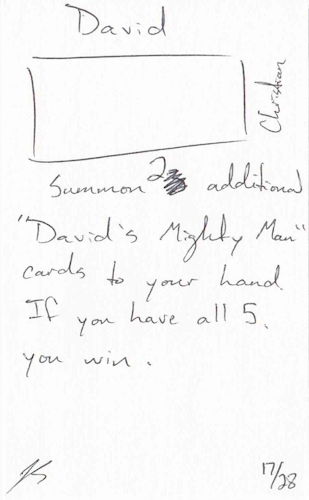 David
Christian
Summon 2 additional
"David's Mighty Man"
cards to your hand.
If you have all 5,
you win.
JS
17/28